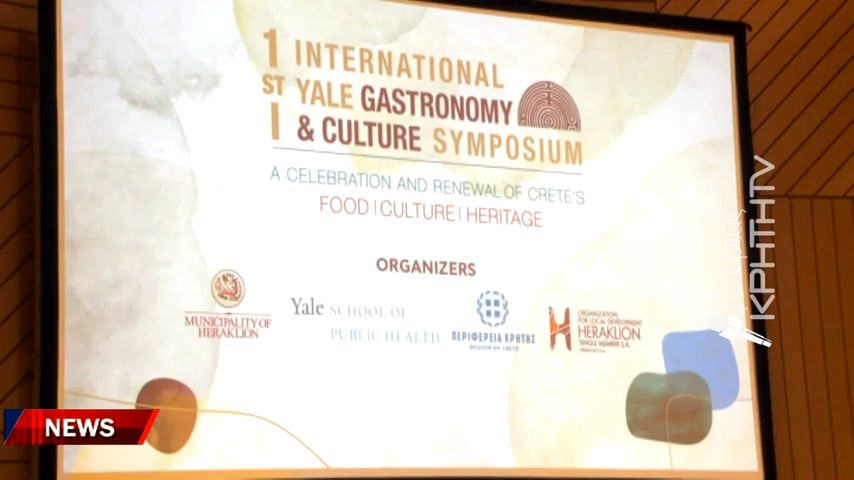 1ST INTERNATIONAL
YALE GASTRONOMY
& CULTURE SYMPOSIUM
A CELEBRATION AND RENEWAL OF CRETE'S
FOOD | CULTURE | HERITAGE
ORGANIZERS
MUNICIPALITY OF
HERAKLION
Yale SCHOOL OF
PUBLIC HEALTH
ΠΕΡΙΦΕΡΕΙΑ ΚΡΗΤΗΣ
REGION OF CRETE
ORGANIZATION
FOR LOCAL DEVELOPMENT
HERAKLION
SINGLE MEMBER S.A.
NEWS
ΚΡΗΤΗTV